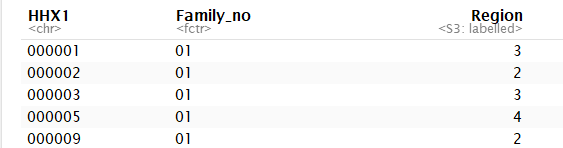 HHX1 Family_no Region
<chr> <fctr> <S3: labelled>
000001 01 3
000002 01 2
000003 01 3
000005 01 4
000009 01 2